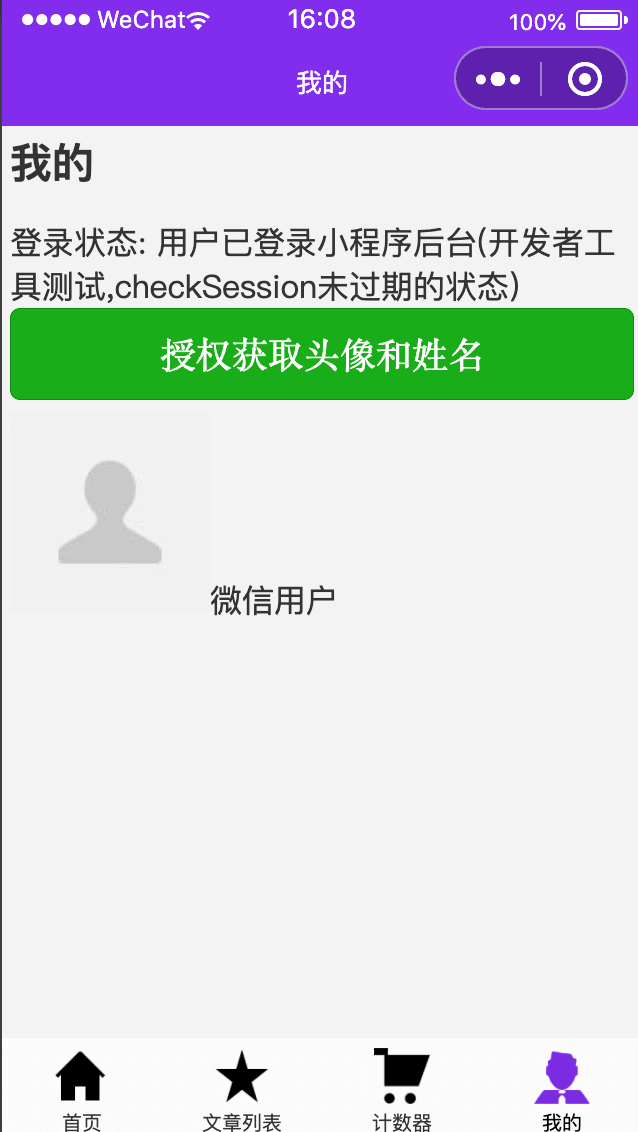 WeChat 16:08 100%
我的
我的
登录状态: 用户已登录小程序后台(开发者工
具测试,checkSession未过期的状态)
授权获取头像和姓名
微信用户
首页 文章列表 计数器 我的